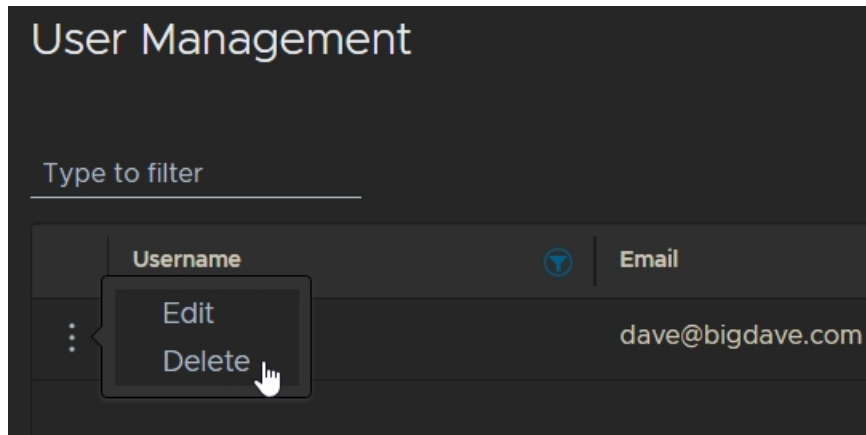 User Management
Type to filter
Username
Email
Edit
Delete
dave@bigdave.com